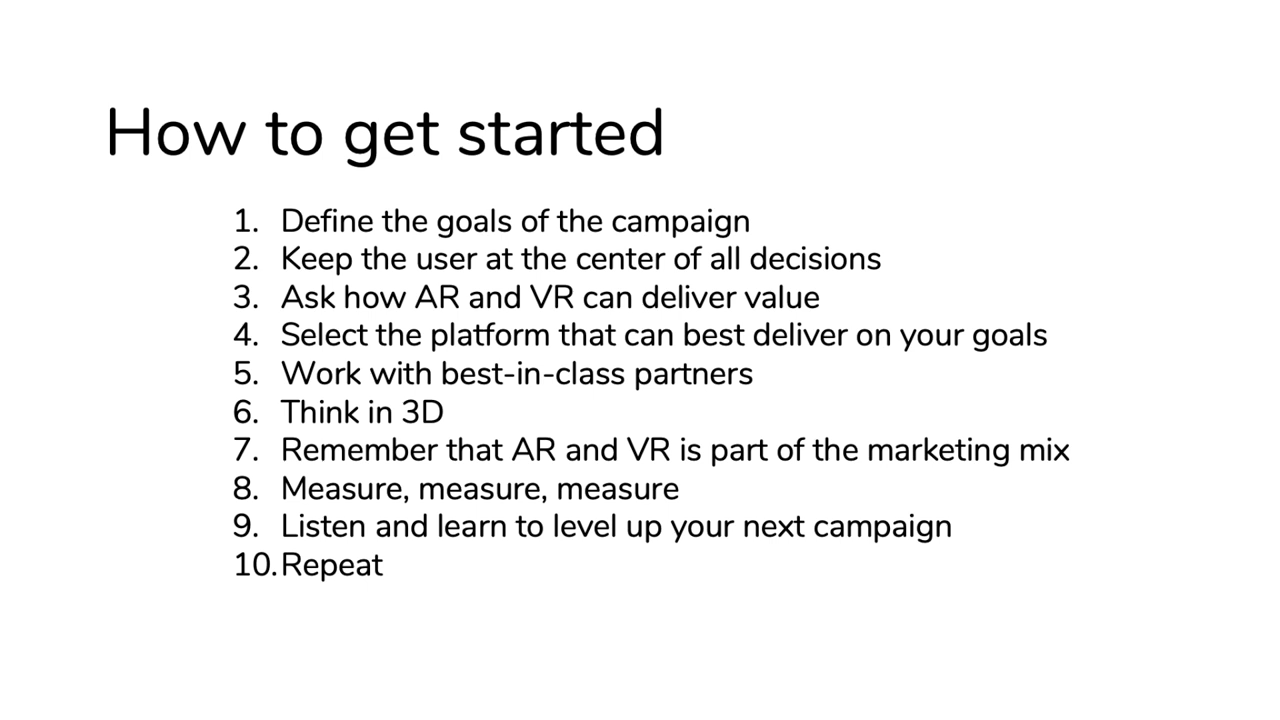 How to get started
1. Define the goals of the campaign
2. Keep the user at the center of all decisions
3. Ask how AR and VR can deliver value
4. Select the platform that can best deliver on your goals
5. Work with best-in-class partners
6. Think in 3D
7. Remember that AR and VR is part of the marketing mix
8. Measure, measure, measure
9. Listen and learn to level up your next campaign
10. Repeat